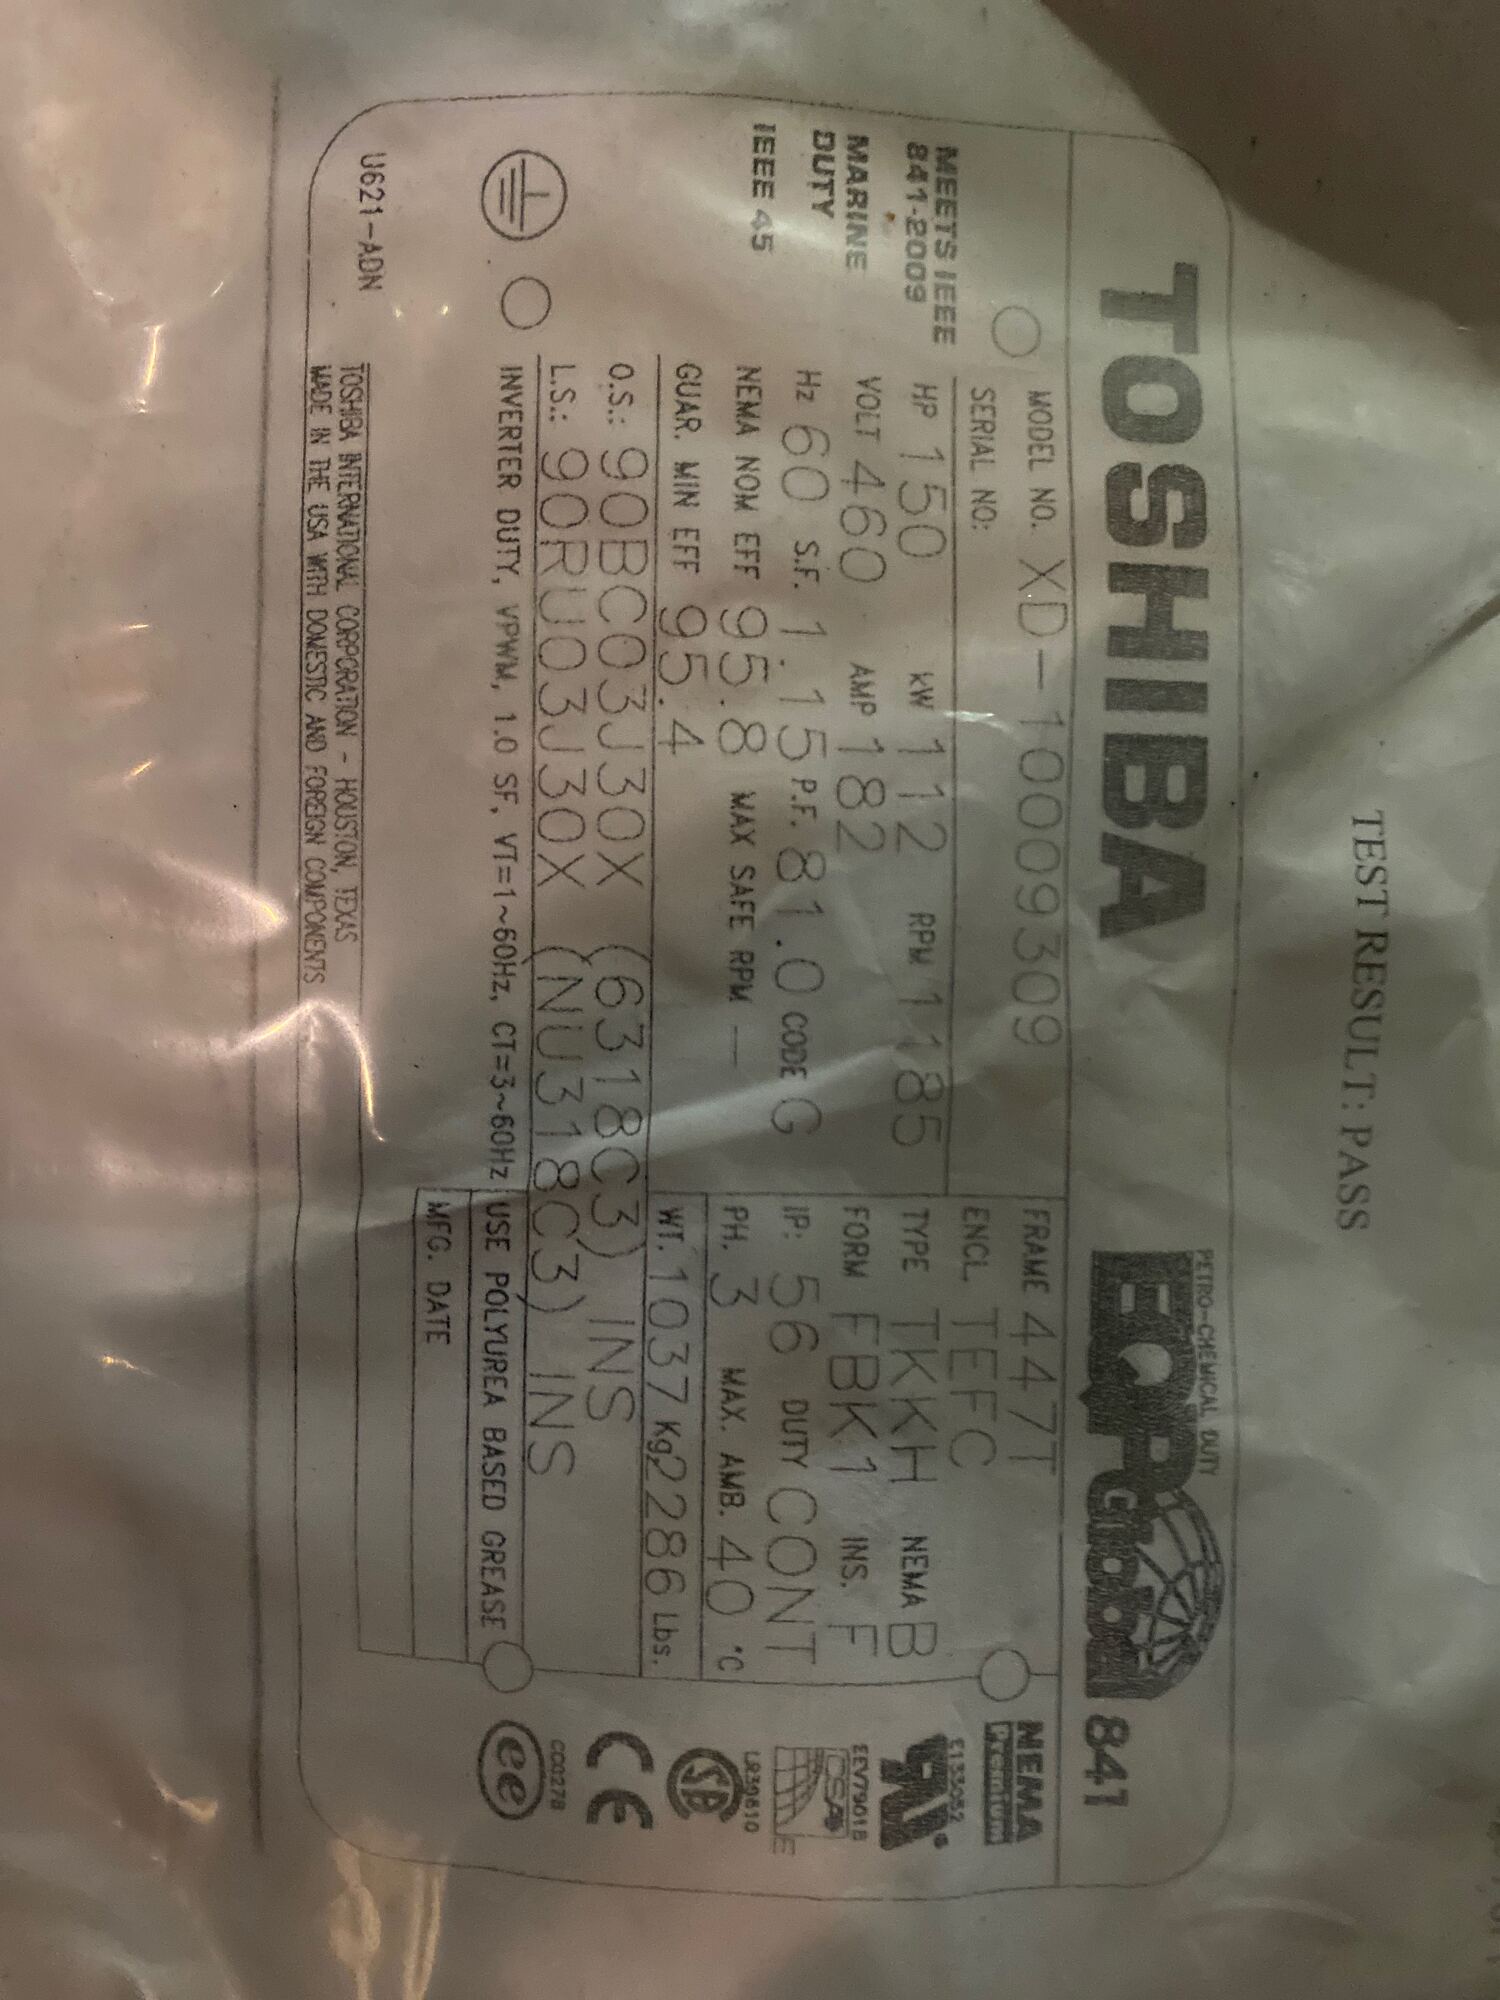 TEST RESULT: PASS
TOSHIBA
PETRO-CHEMICAL DUTY
EQP Global 841
MEETS IEEE
841-2009
MARINE
DUTY
IEEE 45
MODEL NO. XD-10009309
SERIAL NO:
HP 150 kW 112 RPM 1185
VOLT 460 AMP 182
Hz 60 S.F. 1.15 P.F. 81.0 CODE G
NEMA NOM EFF 95.8 MAX SAFE RPM —
GUAR. MIN EFF 95.4
O.S.: 90BC03J30X (6318C3) INS
L.S.: 90RU03J30X (NU318C3) INS
INVERTER DUTY, VPWM, 1.0 SF, VT=1~60Hz, CT=3~60Hz
FRAME 447T
ENCL. TEFC
TYPE TKKH NEMA B
FORM FBK1 INS. F
IP: 56 DUTY CONT
PH. 3 MAX. AMB. 40 °C
WT. 1037 Kg 2286 Lbs.
USE POLYUREA BASED GREASE
MFG. DATE
NEMA
Premium
E133052
EEV79018
CSA
E
LR39610
CE
CC027B
ee
U621-ADN
TOSHIBA INTERNATIONAL CORPORATION - HOUSTON, TEXAS
MADE IN THE USA WITH DOMESTIC AND FOREIGN COMPONENTS